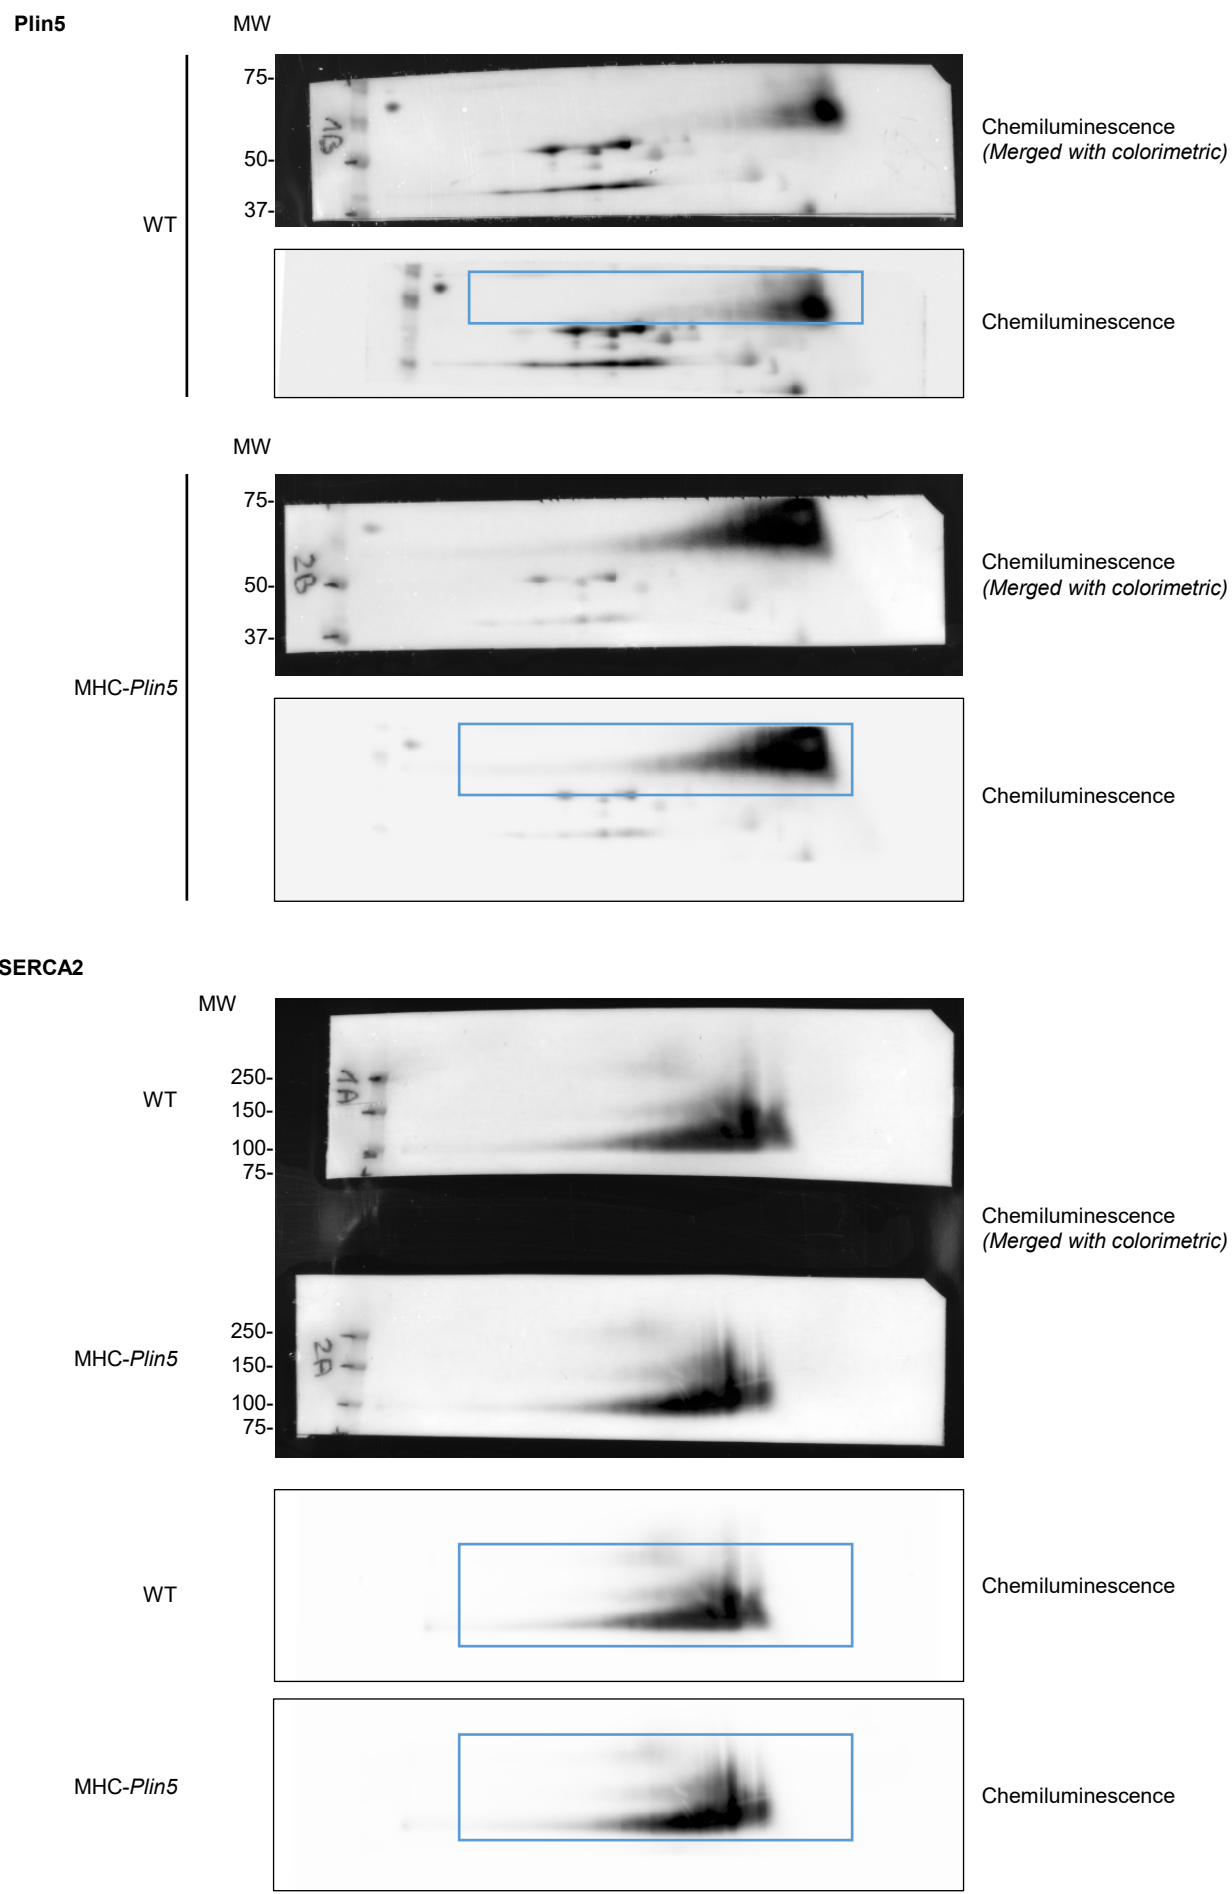 Plin5
MW
75-
1B
Chemiluminescence
(Merged with colorimetric)
50-
37-
WT
Chemiluminescence
MW
75-
2B
Chemiluminescence
(Merged with colorimetric)
50-
37-
MHC-Plin5
Chemiluminescence
SERCA2
MW
250-
1A
WT
150-
100-
75-
Chemiluminescence
(Merged with colorimetric)
250-
2A
MHC-Plin5
150-
100-
75-
WT
Chemiluminescence
MHC-Plin5
Chemiluminescence